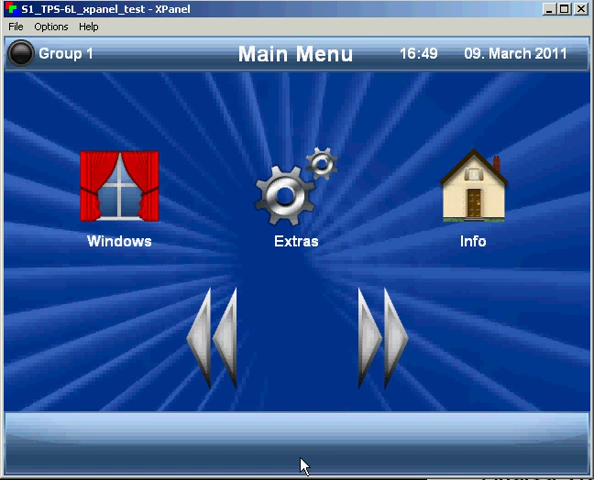 S1_TPS-6L_xpanel_test - XPanel
File Options Help
Group 1 Main Menu 16:49 09. March 2011
Windows Extras Info